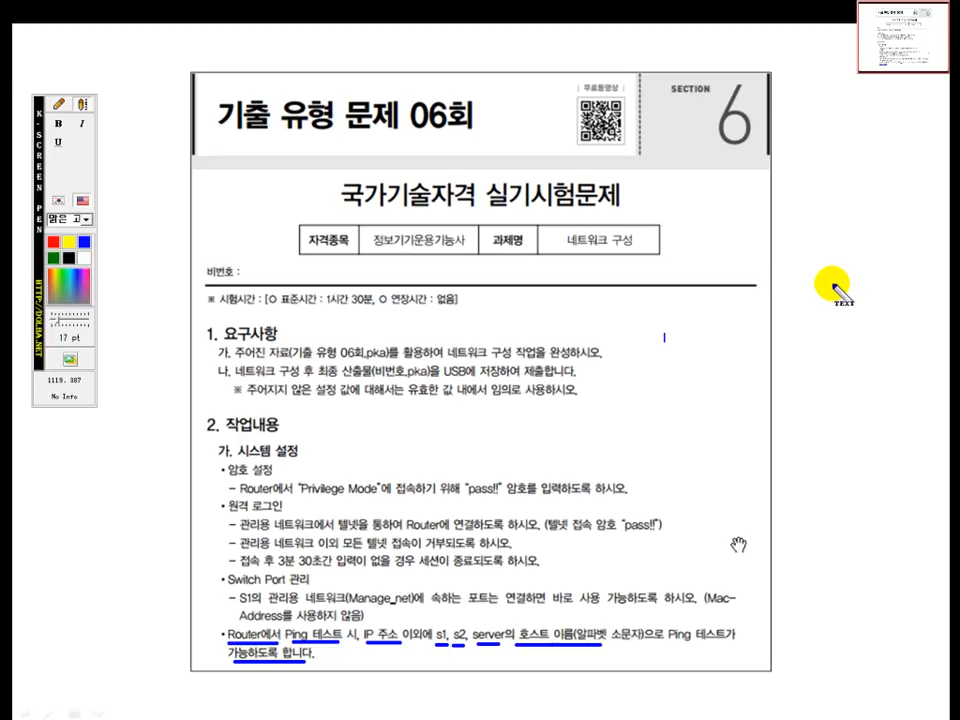 기출 유형 문제 06회
| 무료동영상 |
SECTION
6
국가기술자격 실기시험문제
자격종목 정보기기운용기능사 과제명 네트워크 구성
비번호 :
※ 시험시간 : [○ 표준시간 : 1시간 30분, ○ 연장시간 : 없음]
1. 요구사항
가. 주어진 자료(기출 유형 06회.pka)를 활용하여 네트워크 구성 작업을 완성하시오.
나. 네트워크 구성 후 최종 산출물(비번호.pka)을 USB에 저장하여 제출합니다.
※ 주어지지 않은 설정 값에 대해서는 유효한 값 내에서 임의로 사용하시오.
2. 작업내용
가. 시스템 설정
• 암호 설정
– Router에서 “Privilege Mode”에 접속하기 위해 “pass!!” 암호를 입력하도록 하시오.
• 원격 로그인
– 관리용 네트워크에서 텔넷을 통하여 Router에 연결하도록 하시오. (텔넷 접속 암호 “pass!!”)
– 관리용 네트워크 이외 모든 텔넷 접속이 거부되도록 하시오.
– 접속 후 3분 30초간 입력이 없을 경우 세션이 종료되도록 하시오.
• Switch Port 관리
– S1의 관리용 네트워크(Manage_net)에 속하는 포트는 연결하면 바로 사용 가능하도록 하시오. (Mac-
Address를 사용하지 않음)
• Router에서 Ping 테스트 시, IP 주소 이외에 s1, s2, server의 호스트 이름(알파벳 소문자)으로 Ping 테스트가
가능하도록 합니다.
K-SCREEN PEN
HTTP://DOLBA.NET
B I
U
맑은 고
17 pt
1119. 387
No Info
TEXT